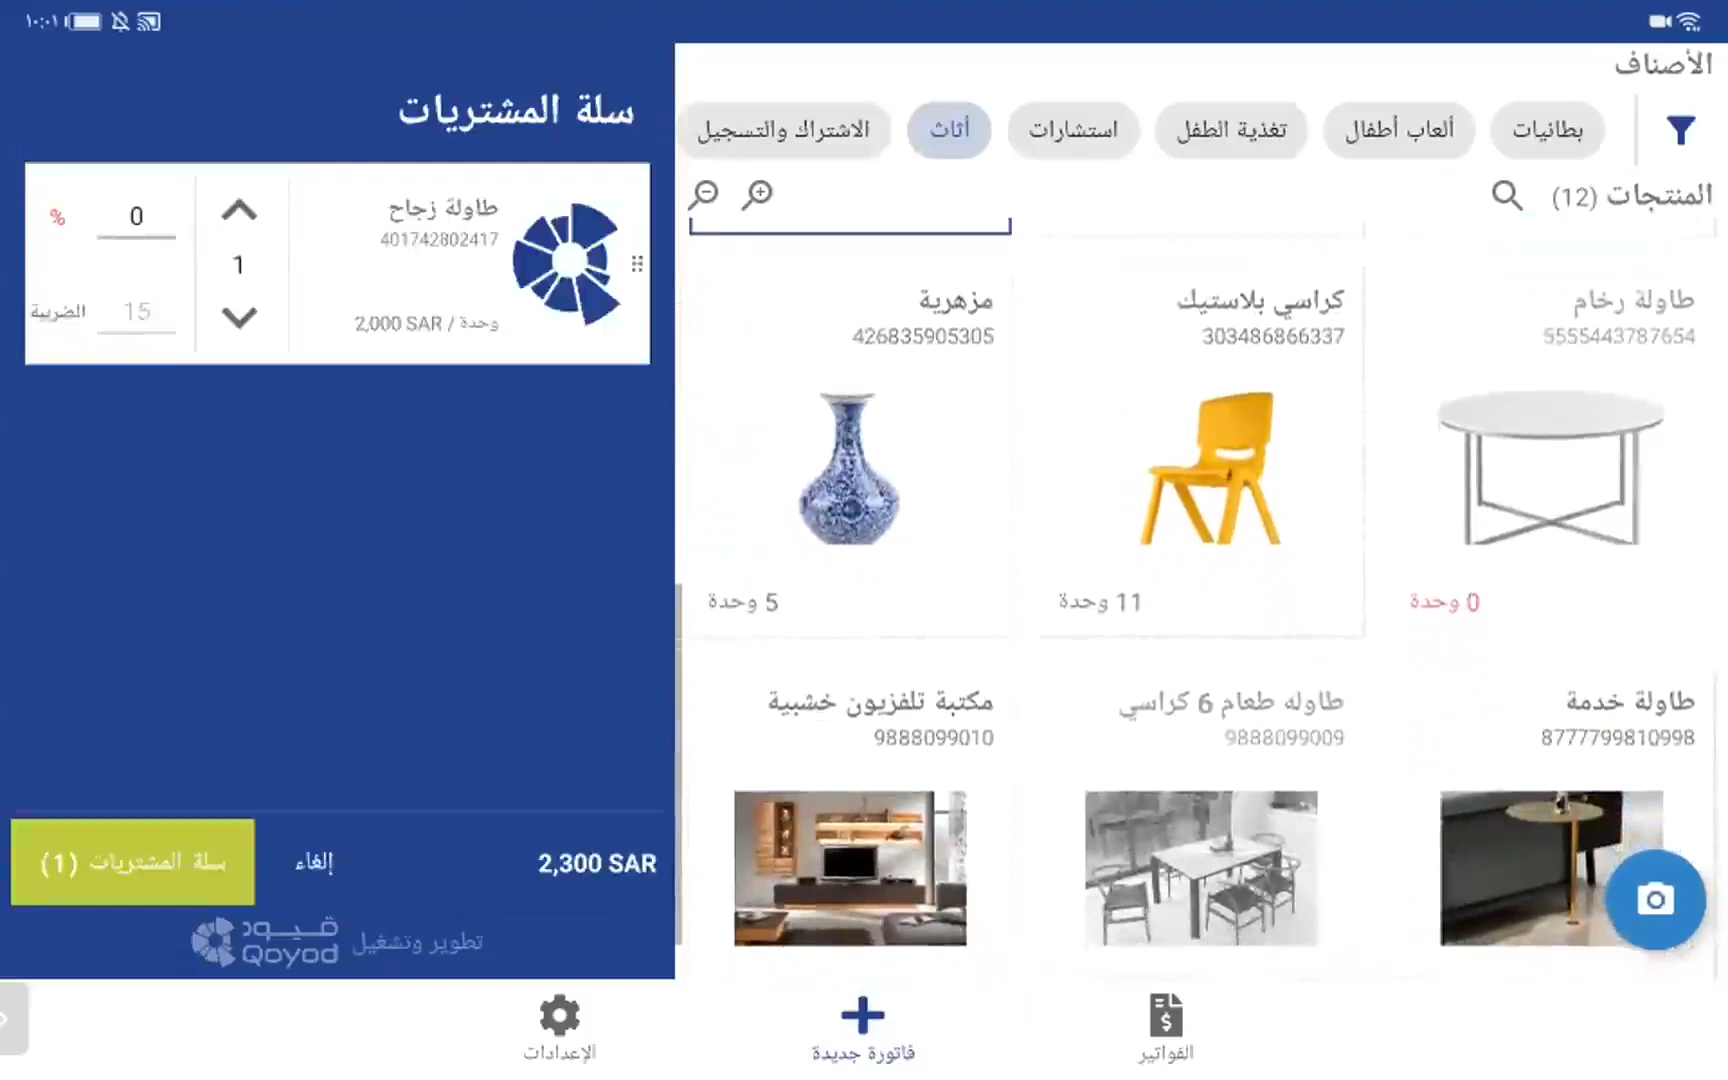 ١٠:٠١
الأصناف
بطانيات
ألعاب أطفال
تغذية الطفل
استشارات
أثاث
الاشتراك والتسجيل
المنتجات (12)
طاولة رخام
5555443787654
0 وحدة
كراسي بلاستيك
303486866337
11 وحدة
مزهرية
426835905305
5 وحدة
طاولة خدمة
8777799810998
طاوله طعام 6 كراسي
9888099009
مكتبة تلفزيون خشبية
9888099010
سلة المشتريات
طاولة زجاج
401742802417
2,000 SAR / وحدة
1
0 %
15 الضريبة
2,300 SAR
إلغاء
سلة المشتريات (1)
تطوير وتشغيل
قيود
Qoyod
الفواتير
فاتورة جديدة
الإعدادات